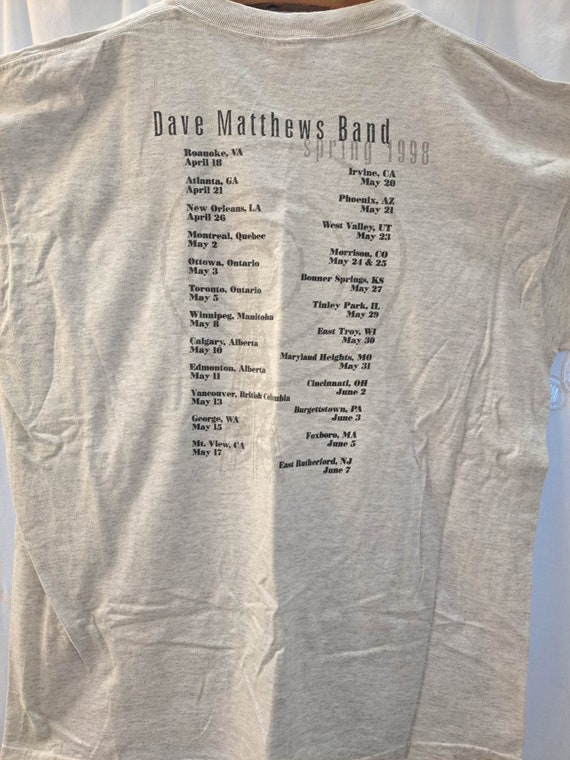 Dave Matthews Band
spring 1998
Roanoke, VA
April 18
Atlanta, GA
April 21
New Orleans, LA
April 26
Montreal, Quebec
May 2
Ottowa, Ontario
May 3
Toronto, Ontario
May 5
Winnipeg, Manitoba
May 8
Calgary, Alberta
May 10
Edmonton, Alberta
May 11
Vancouver, British Columbia
May 13
George, WA
May 15
Mt. View, CA
May 17
Irvine, CA
May 20
Phoenix, AZ
May 21
West Valley, UT
May 23
Morrison, CO
May 24 & 25
Bonner Springs, KS
May 27
Tinley Park, IL
May 29
East Troy, WI
May 30
Maryland Heights, MO
May 31
Cincinnati, OH
June 2
Burgettstown, PA
June 3
Foxboro, MA
June 5
East Rutherford, NJ
June 7